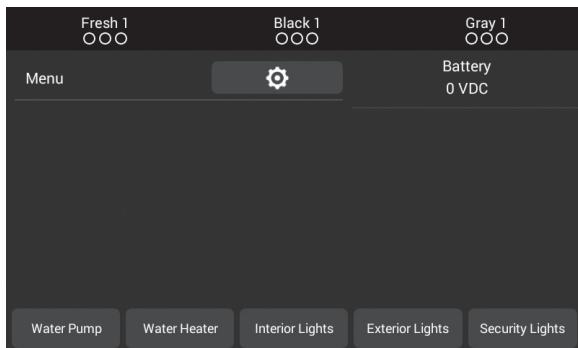 Fresh 1
Black 1
Gray 1
Menu
Battery
0 VDC
Water Pump
Water Heater
Interior Lights
Exterior Lights
Security Lights